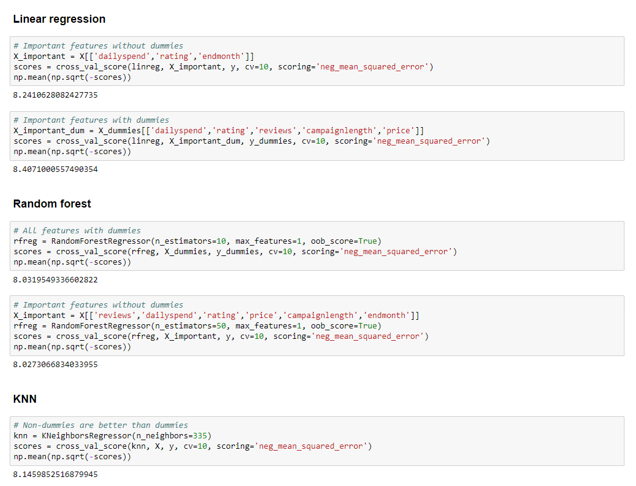 Linear regression
# Important features without dummies
X_important = X[['dailyspend','rating','endmonth']]
scores = cross_val_score(linreg, X_important, y, cv=10, scoring='neg_mean_squared_error')
np.mean(np.sqrt(-scores))
8.2410628082427735
# Important features with dummies
X_important_dum = X_dummies[['dailyspend','rating','reviews','campaignlength','price']]
scores = cross_val_score(linreg, X_important_dum, y_dummies, cv=10, scoring='neg_mean_squared_error')
np.mean(np.sqrt(-scores))
8.4071000557490354
Random forest
# All features with dummies
rfreg = RandomForestRegressor(n_estimators=10, max_features=1, oob_score=True)
scores = cross_val_score(rfreg, X_dummies, y_dummies, cv=10, scoring='neg_mean_squared_error')
np.mean(np.sqrt(-scores))
8.0319549336602822
# Important features without dummies
X_important = X[['reviews','dailyspend','rating','price','campaignlength','endmonth']]
rfreg = RandomForestRegressor(n_estimators=50, max_features=1, oob_score=True)
scores = cross_val_score(rfreg, X_important, y, cv=10, scoring='neg_mean_squared_error')
np.mean(np.sqrt(-scores))
8.0273066834033955
KNN
# Non-dummies are better than dummies
knn = KNeighborsRegressor(n_neighbors=335)
scores = cross_val_score(knn, X, y, cv=10, scoring='neg_mean_squared_error')
np.mean(np.sqrt(-scores))
8.1459852516879945